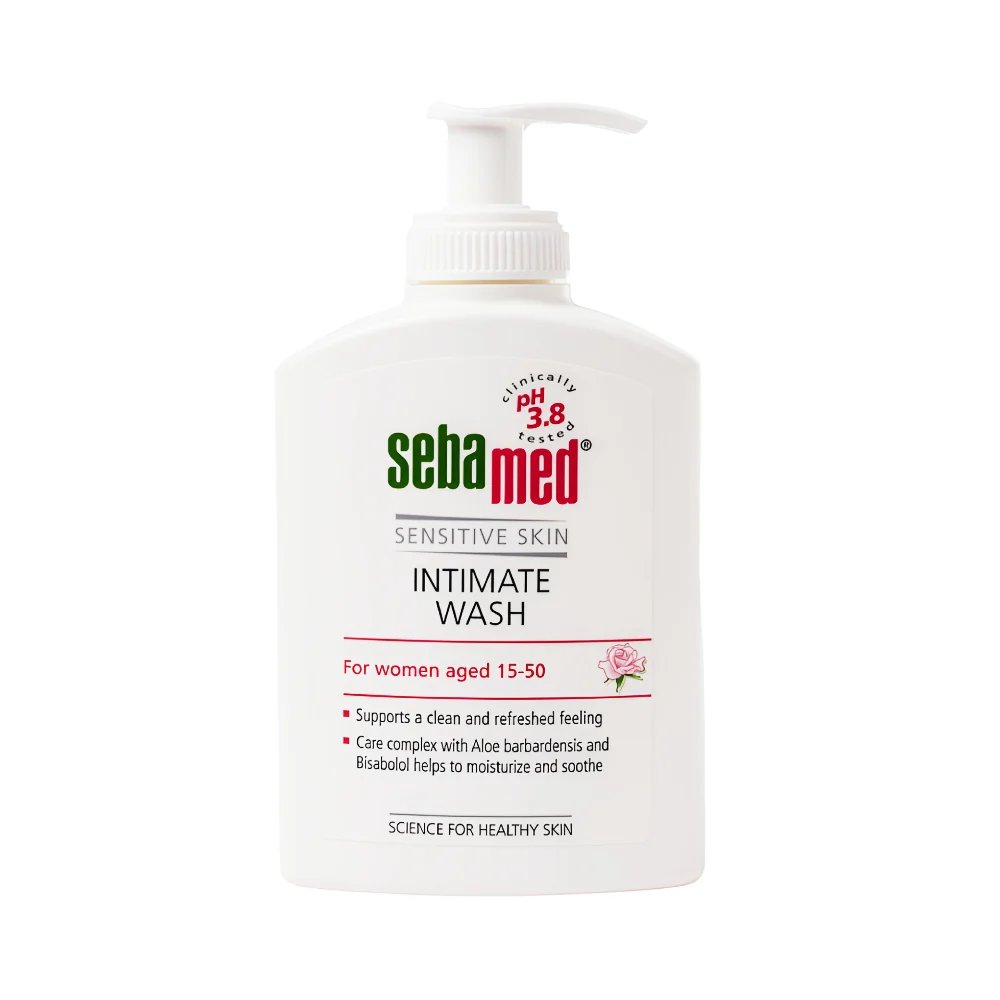 clinically
pH
3.8
tested
sebamed®
SENSITIVE SKIN
INTIMATE
WASH
For women aged 15-50
▪ Supports a clean and refreshed feeling
▪ Care complex with Aloe barbardensis and
Bisabolol helps to moisturize and soothe
SCIENCE FOR HEALTHY SKIN